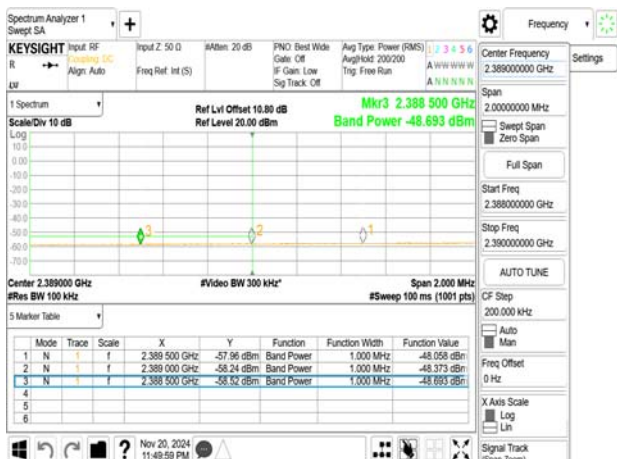 Spectrum Analyzer 1
Swept SA
Frequency
KEYSIGHT
R
Input: RF
Coupling: DC
Align: Auto
Input Z: 50 Ω
Freq Ref: Int (S)
#Atten: 20 dB
PNO: Best Wide
Gate: Off
IF Gain: Low
Sig Track: Off
Avg Type: Power (RMS)
Avg|Hold: 200/200
Trig: Free Run
1 2 3 4 5 6
A W W W W W
A N N N N N
1 Spectrum
Scale/Div 10 dB
Ref Lvl Offset 10.80 dB
Ref Level 20.00 dBm
Mkr3 2.388 500 GHz
Band Power -48.693 dBm
Log
10.0
0.00
-10.0
-20.0
-30.0
-40.0
-50.0
-60.0
-70.0
3
2
1
Center 2.389000 GHz
#Video BW 300 kHz*
Span 2.000 MHz
#Res BW 100 kHz
#Sweep 100 ms (1001 pts)
5 Marker Table
Mode Trace Scale X Y Function Function Width Function Value
1 N 1 f 2.389 500 GHz -57.96 dBm Band Power 1.000 MHz -48.058 dBm
2 N 1 f 2.389 000 GHz -58.24 dBm Band Power 1.000 MHz -48.373 dBm
3 N 1 f 2.388 500 GHz -58.52 dBm Band Power 1.000 MHz -48.693 dBm
4
5
6
Nov 20, 2024
11:49:59 PM
Center Frequency
2.389000000 GHz
Settings
Span
2.00000000 MHz
Swept Span
Zero Span
Full Span
Start Freq
2.388000000 GHz
Stop Freq
2.390000000 GHz
AUTO TUNE
CF Step
200.000 kHz
Auto
Man
Freq Offset
0 Hz
X Axis Scale
Log
Lin
Signal Track